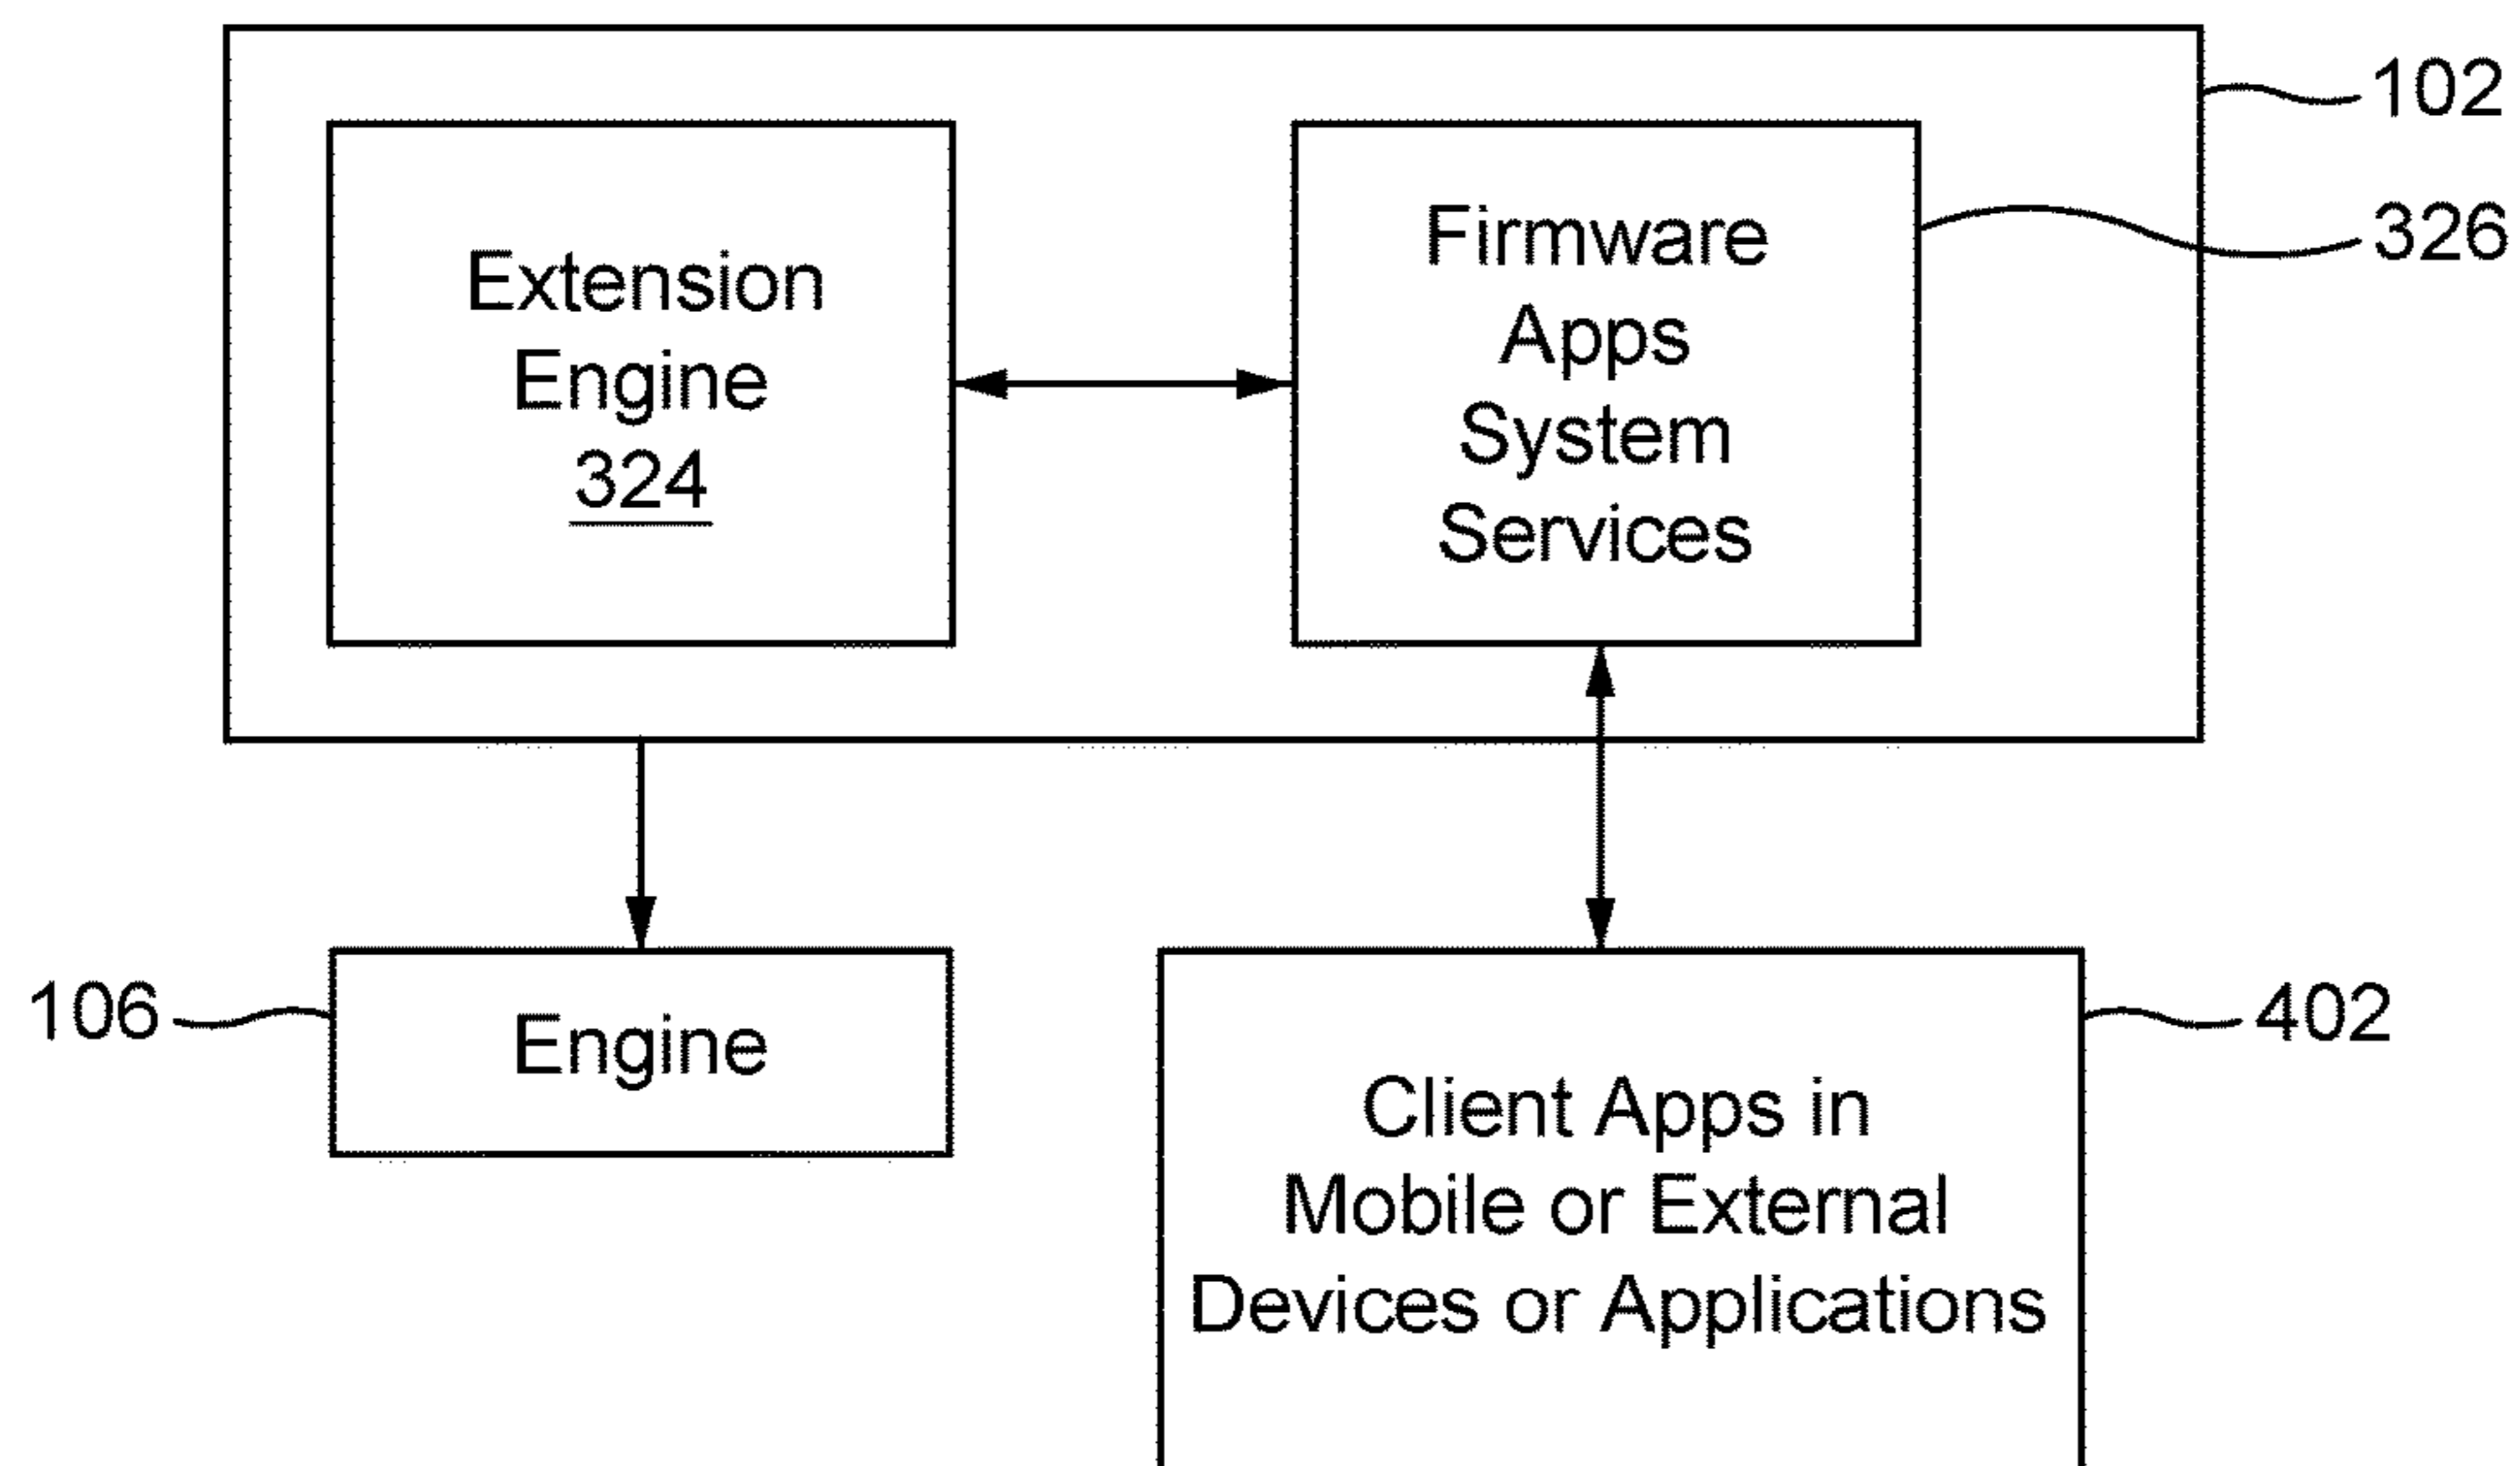 102
Extension
Engine
324
Firmware
Apps
System
Services
326
106
Engine
402
Client Apps in
Mobile or External
Devices or Applications